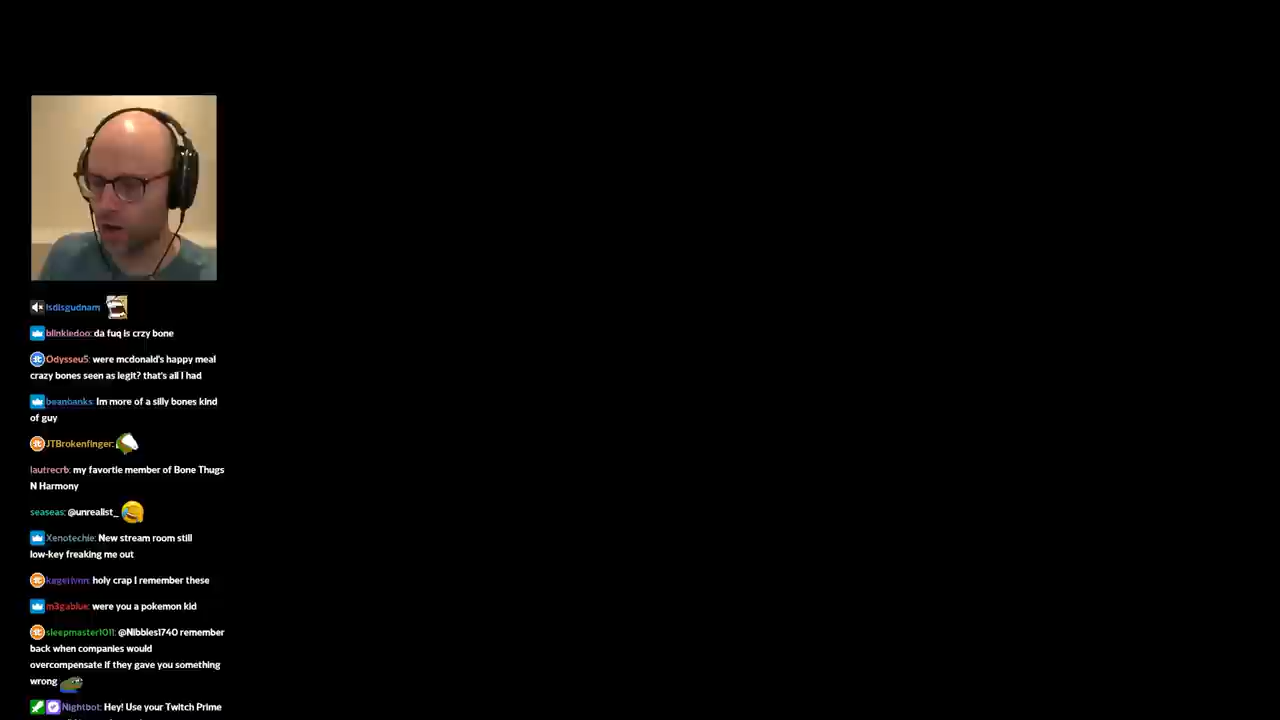 lsdisgudnam
blinkiedoo: da fuq is crzy bone
Odysseu5: were mcdonald's happy meal
crazy bones seen as legit? that's all I had
beanbanks: Im more of a silly bones kind
of guy
JTBrokenfinger:
lautrecrb: my favortie member of Bone Thugs
N Harmony
seaseas: @unrealist_
Xenotechie: New stream room still
low-key freaking me out
holy crap I remember these
m3gablue: were you a pokemon kid
sleepmaster1011: @Nibbles1740 remember
back when companies would
overcompensate if they gave you something
wrong
Nightbot: Hey! Use your Twitch Prime